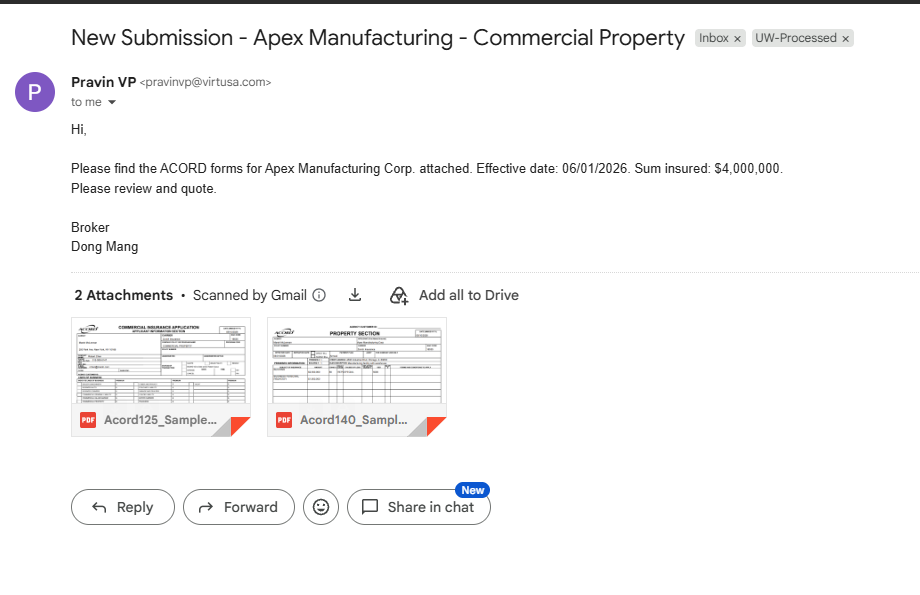 New Submission - Apex Manufacturing - Commercial Property Inbox × UW-Processed ×
P
Pravin VP <pravinvp@virtusa.com>
to me
Hi,
Please find the ACORD forms for Apex Manufacturing Corp. attached. Effective date: 06/01/2026. Sum insured: $4,000,000.
Please review and quote.
Broker
Dong Mang
2 Attachments • Scanned by Gmail
Add all to Drive
ACORD COMMERCIAL INSURANCE APPLICATION
APPLICANT INFORMATION SECTION
ACORD PROPERTY SECTION
PDF Acord125_Sample...
PDF Acord140_Sampl...
New
Reply Forward Share in chat